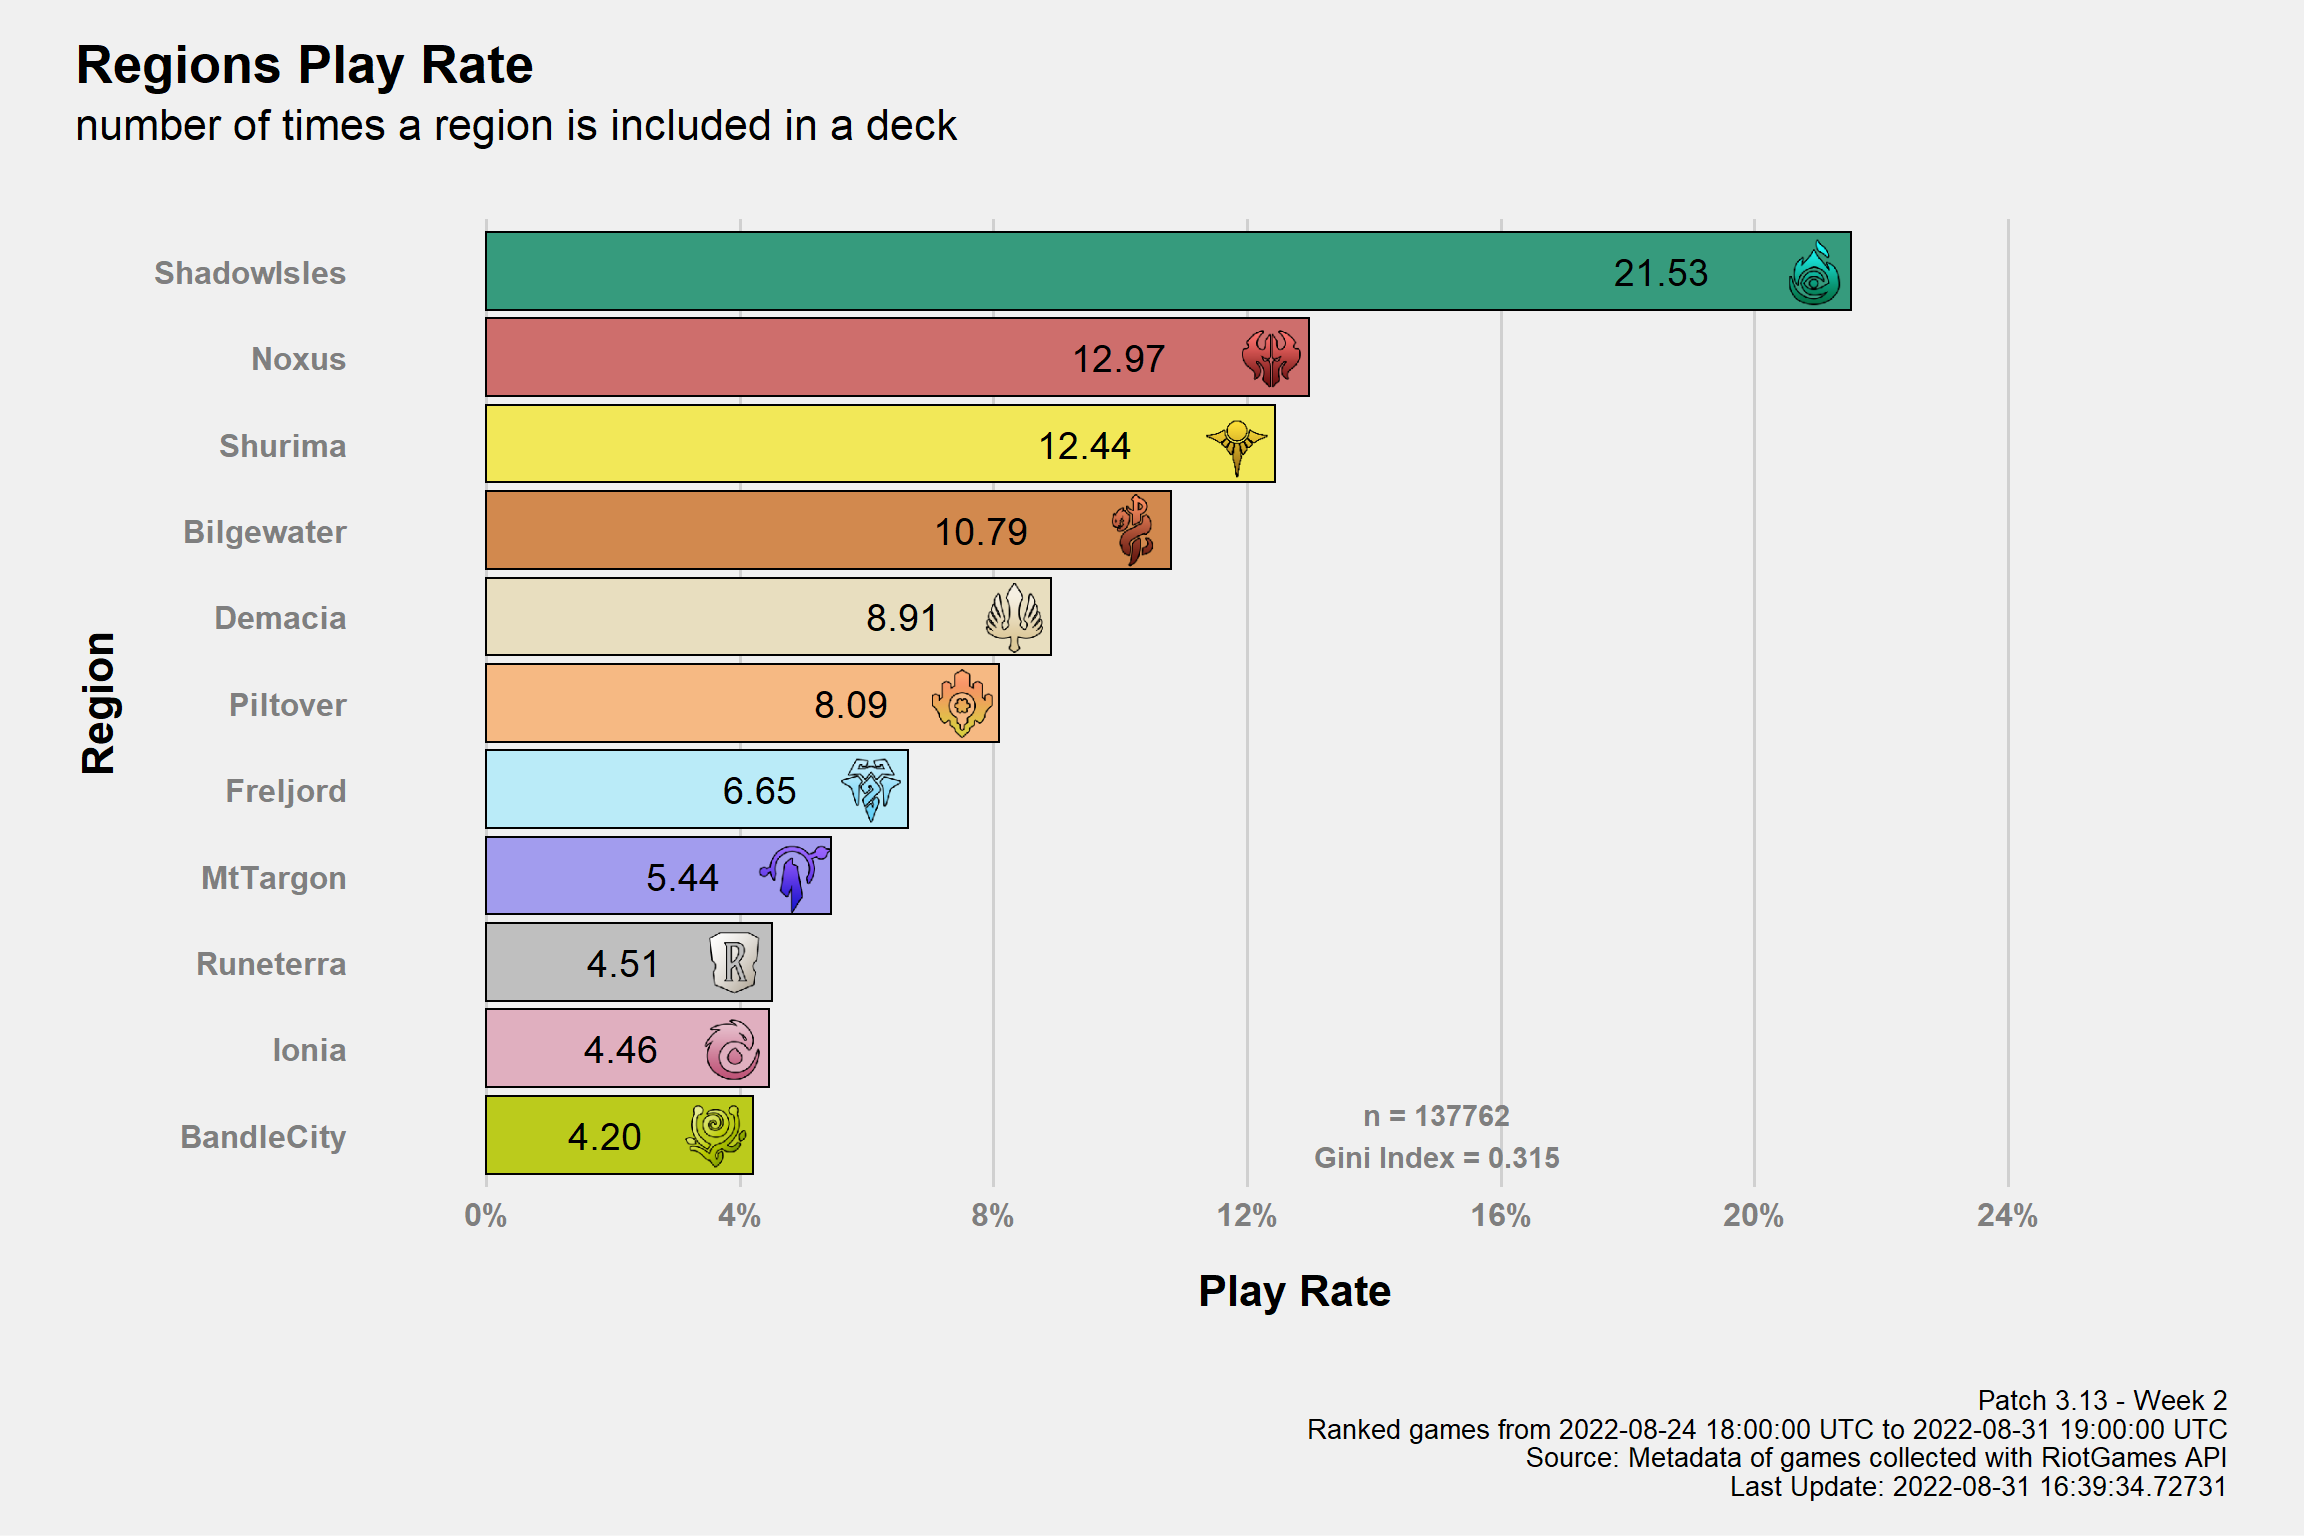 Regions Play Rate
number of times a region is included in a deck
Region
ShadowIsles
21.53
Noxus
12.97
Shurima
12.44
Bilgewater
10.79
Demacia
8.91
Piltover
8.09
Freljord
6.65
MtTargon
5.44
Runeterra
4.51
R
Ionia
4.46
BandleCity
4.20
n = 137762
Gini Index = 0.315
0% 4% 8% 12% 16% 20% 24%
Play Rate
Patch 3.13 - Week 2
Ranked games from 2022-08-24 18:00:00 UTC to 2022-08-31 19:00:00 UTC
Source: Metadata of games collected with RiotGames API
Last Update: 2022-08-31 16:39:34.72731